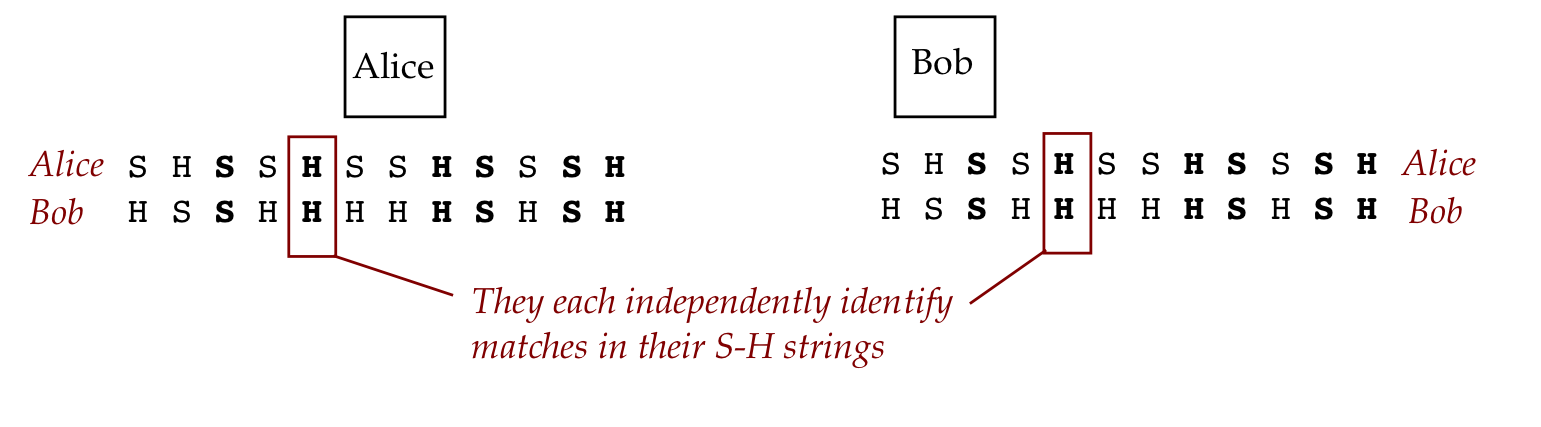 Alice
Bob
Alice S H S S H S S H S S S H
Bob H S S H H H H H S H S H
S H S S H S S H S S S H Alice
H S S H H H H H S H S H Bob
They each independently identify
matches in their S-H strings